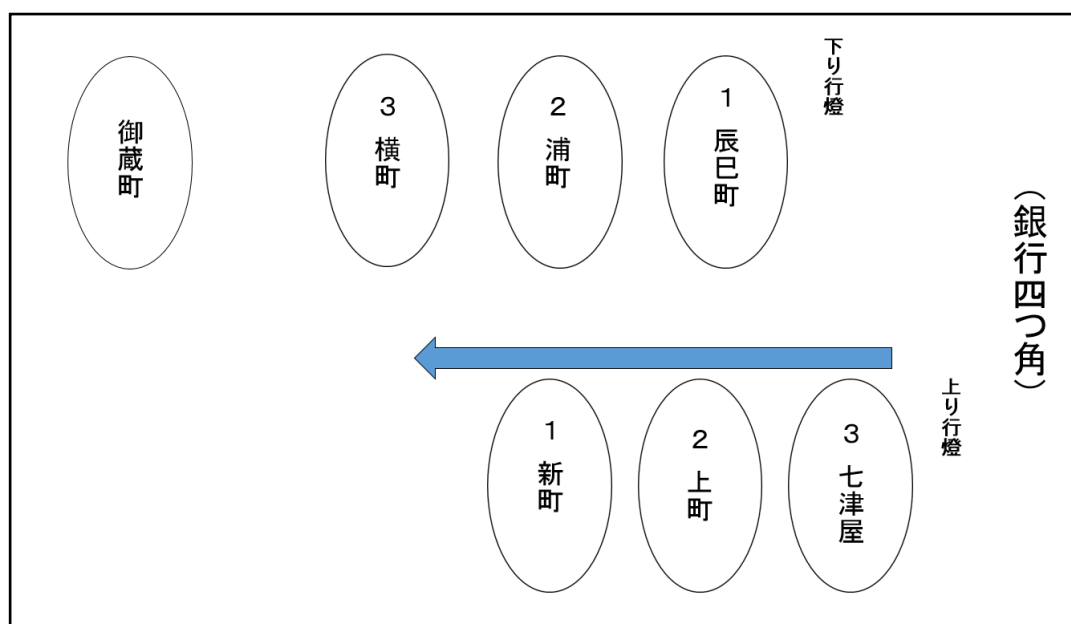 (銀行四つ角)
下り行燈
1 辰巳町
2 浦町
3 横町
御蔵町
上り行燈
3 七津屋
2 上町
1 新町